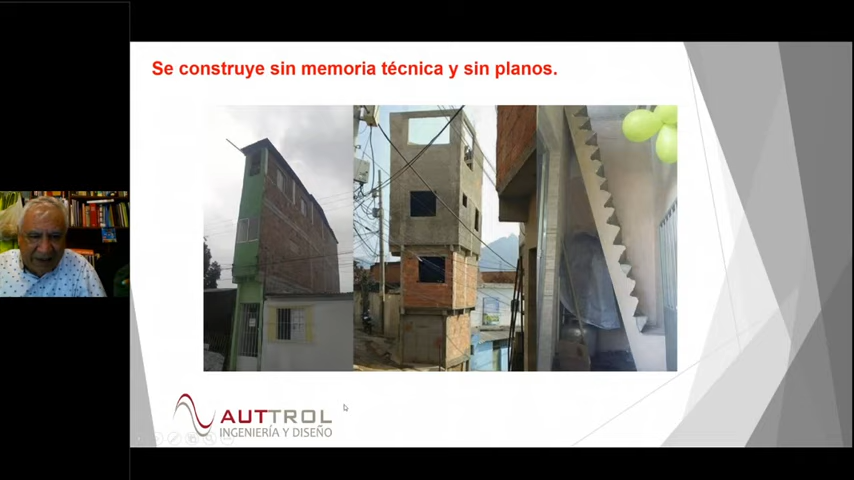 Se construye sin memoria técnica y sin planos.
AUTTROL
INGENIERÍA Y DISEÑO